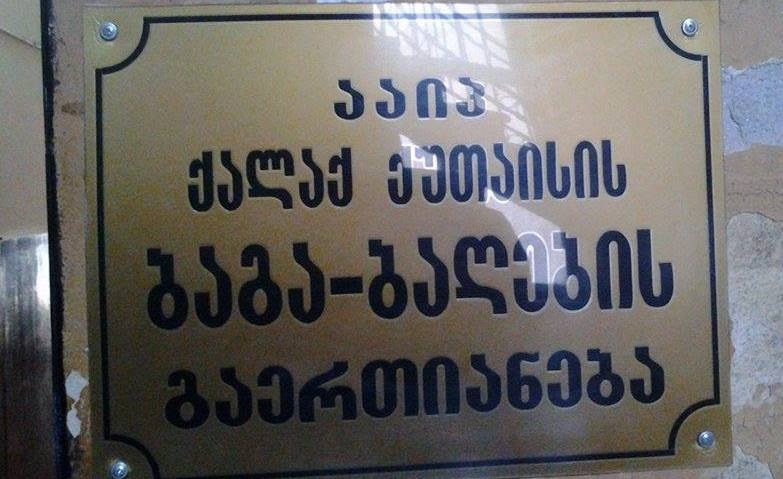 ააიპ
ქალაქ ქუთაისის
ბაგა-ბაღების
გაერთიანება